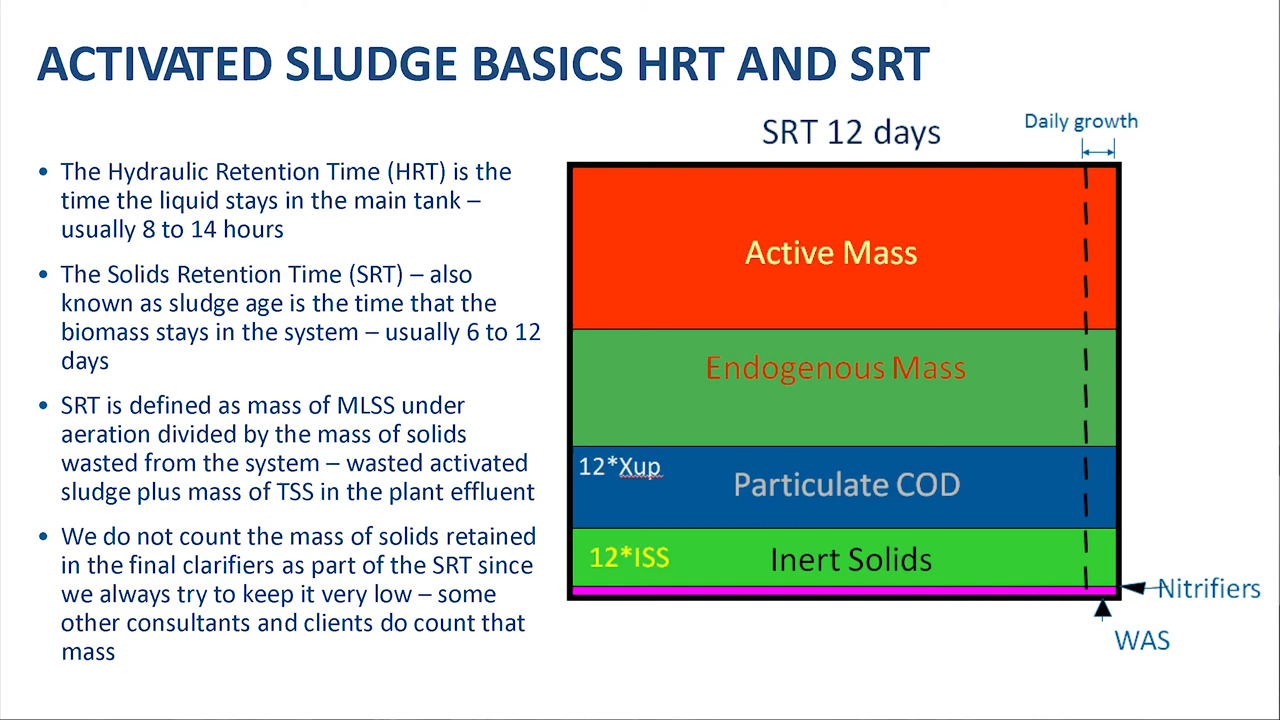 ACTIVATED SLUDGE BASICS HRT AND SRT
• The Hydraulic Retention Time (HRT) is the
time the liquid stays in the main tank –
usually 8 to 14 hours
• The Solids Retention Time (SRT) – also
known as sludge age is the time that the
biomass stays in the system – usually 6 to 12
days
• SRT is defined as mass of MLSS under
aeration divided by the mass of solids
wasted from the system – wasted activated
sludge plus mass of TSS in the plant effluent
• We do not count the mass of solids retained
in the final clarifiers as part of the SRT since
we always try to keep it very low – some
other consultants and clients do count that
mass
SRT 12 days
Daily growth
Active Mass
Endogenous Mass
12*Xup
Particulate COD
12*ISS
Inert Solids
Nitrifiers
WAS